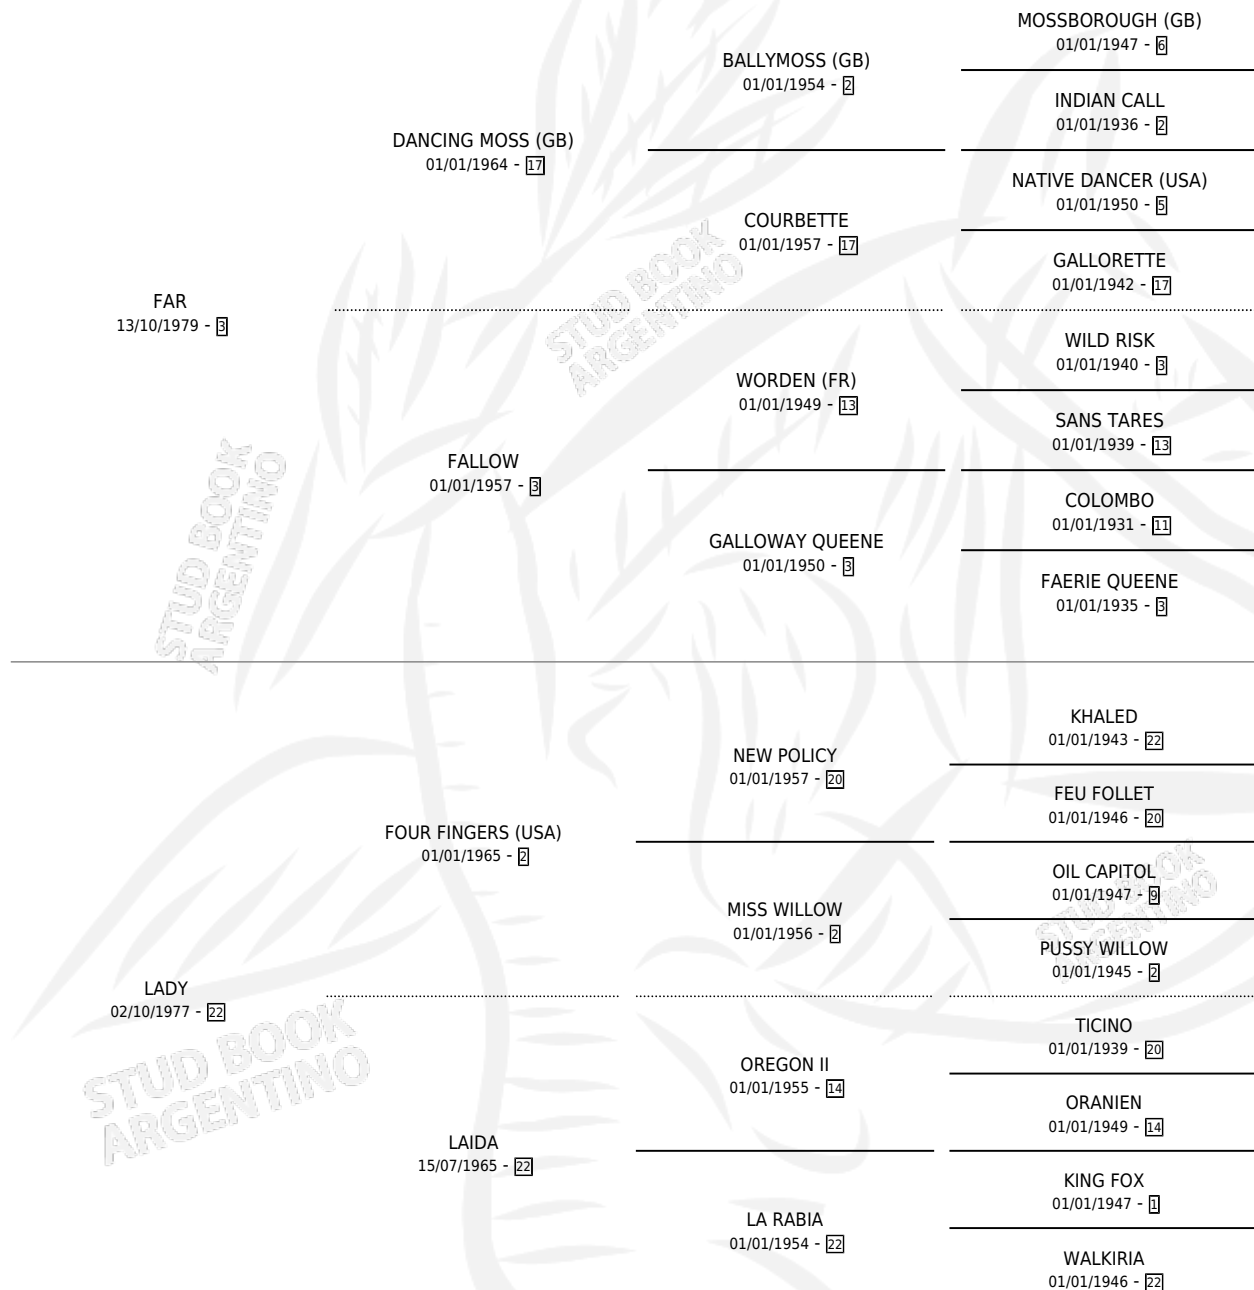 MOSSBOROUGH (GB)
01/01/1947 - 6
BALLYMOSS (GB)
01/01/1954 - 2
INDIAN CALL
01/01/1936 - 2
DANCING MOSS (GB)
01/01/1964 - 17
NATIVE DANCER (USA)
01/01/1950 - 5
COURBETTE
01/01/1957 - 17
GALLORETTE
01/01/1942 - 17
FAR
13/10/1979 - 3
WILD RISK
01/01/1940 - 3
WORDEN (FR)
01/01/1949 - 13
SANS TARES
01/01/1939 - 13
FALLOW
01/01/1957 - 3
COLOMBO
01/01/1931 - 11
GALLOWAY QUEENE
01/01/1950 - 3
FAERIE QUEENE
01/01/1935 - 3
STUD BOOK
ARGENTINO
STUD BOOK
ARGENTINO
KHALED
01/01/1943 - 22
NEW POLICY
01/01/1957 - 20
FEU FOLLET
01/01/1946 - 20
FOUR FINGERS (USA)
01/01/1965 - 2
OIL CAPITOL
01/01/1947 - 9
MISS WILLOW
01/01/1956 - 2
PUSSY WILLOW
01/01/1945 - 2
STUD BOOK
ARGENTINO
LADY
02/10/1977 - 22
TICINO
01/01/1939 - 20
OREGON II
01/01/1955 - 14
ORANIEN
01/01/1949 - 14
STUD BOOK
ARGENTINO
LAIDA
15/07/1965 - 22
KING FOX
01/01/1947 - 1
LA RABIA
01/01/1954 - 22
WALKIRIA
01/01/1946 - 22